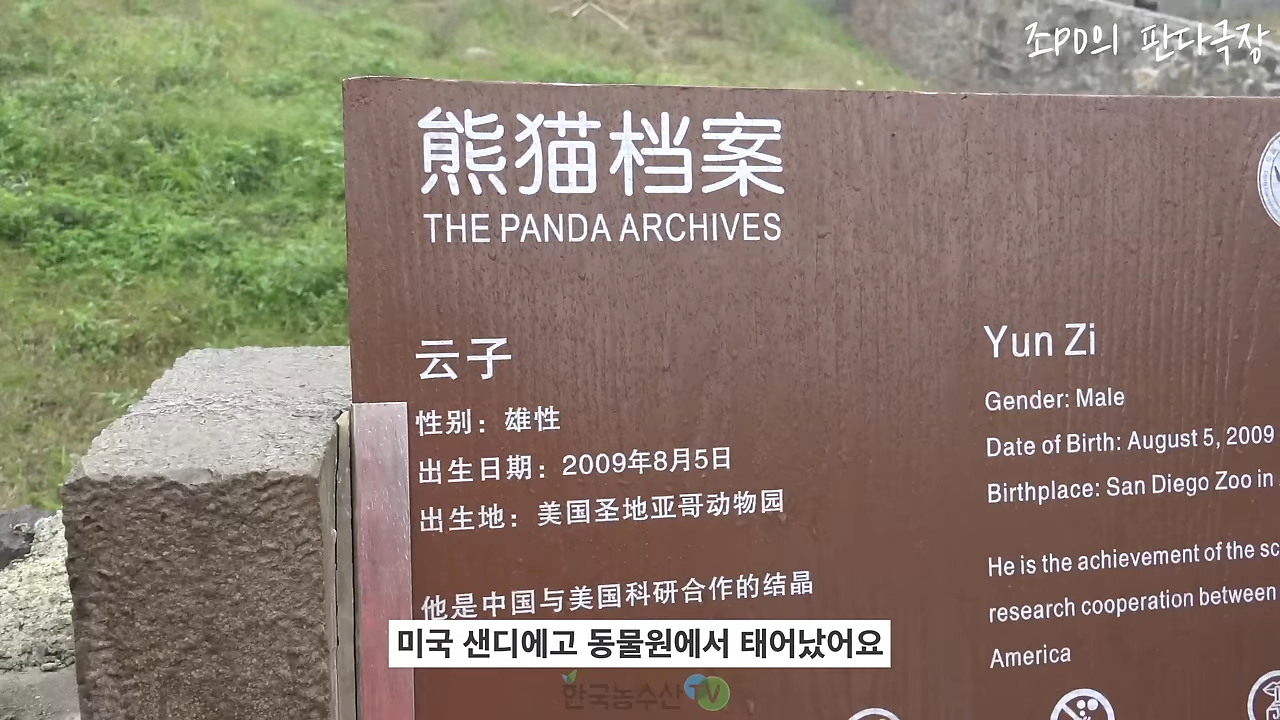 조PD의 판다극장
熊猫档案
THE PANDA ARCHIVES
云子
性别：雄性
出生日期：2009年8月5日
出生地：美国圣地亚哥动物园
他是中国与美国科研合作的结晶
Yun Zi
Gender: Male
Date of Birth: August 5, 2009
Birthplace: San Diego Zoo in
He is the achievement of the sc
research cooperation between
America
미국 샌디에고 동물원에서 태어났어요
한국농수산TV